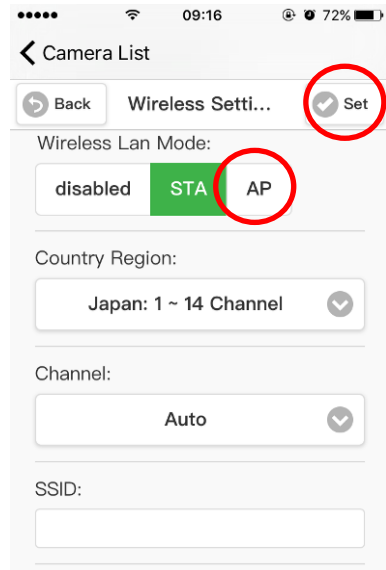 09:16 72%
Camera List
Back Wireless Setti... Set
Wireless Lan Mode:
disabled STA AP
Country Region:
Japan: 1 ~ 14 Channel
Channel:
Auto
SSID: